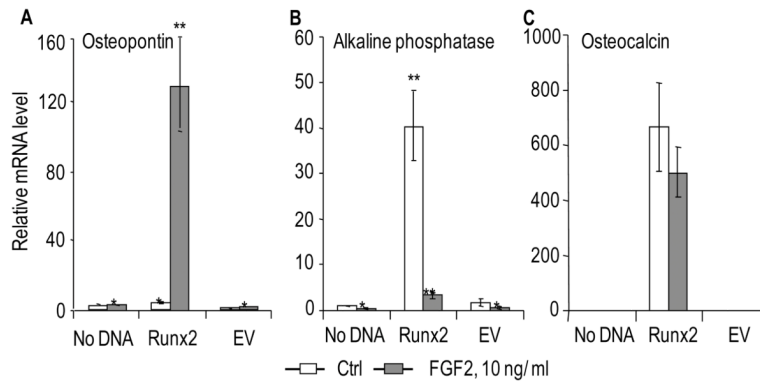 A
B
C
Osteopontin
Alkaline phosphatase
Osteocalcin
Relative mRNA level
160
120
80
40
0
**
*
*
*
No DNA
Runx2
EV
60
50
40
30
20
10
0
**
*
**
*
No DNA
Runx2
EV
1000
800
600
400
200
0
No DNA
Runx2
EV
Ctrl
FGF2, 10 ng/ml